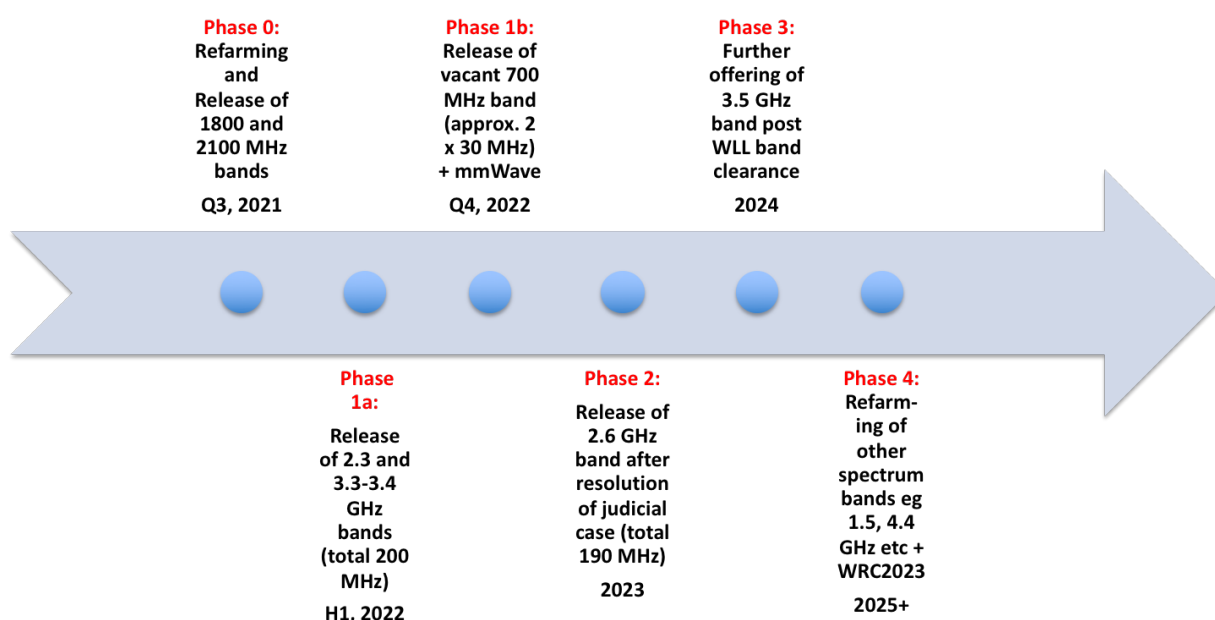 Phase 0:
Refarming
and
Release of
1800 and
2100 MHz
bands
Q3, 2021
Phase 1b:
Release of
vacant 700
MHz band
(approx. 2
x 30 MHz)
+ mmWave
Q4, 2022
Phase 3:
Further
offering of
3.5 GHz
band post
WLL band
clearance
2024
Phase
1a:
Release
of 2.3 and
3.3-3.4
GHz
bands
(total 200
MHz)
H1, 2022
Phase 2:
Release of
2.6 GHz
band after
resolution
of judicial
case (total
190 MHz)
2023
Phase 4:
Refarm-
ing of
other
spectrum
bands eg
1.5, 4.4
GHz etc +
WRC2023
2025+